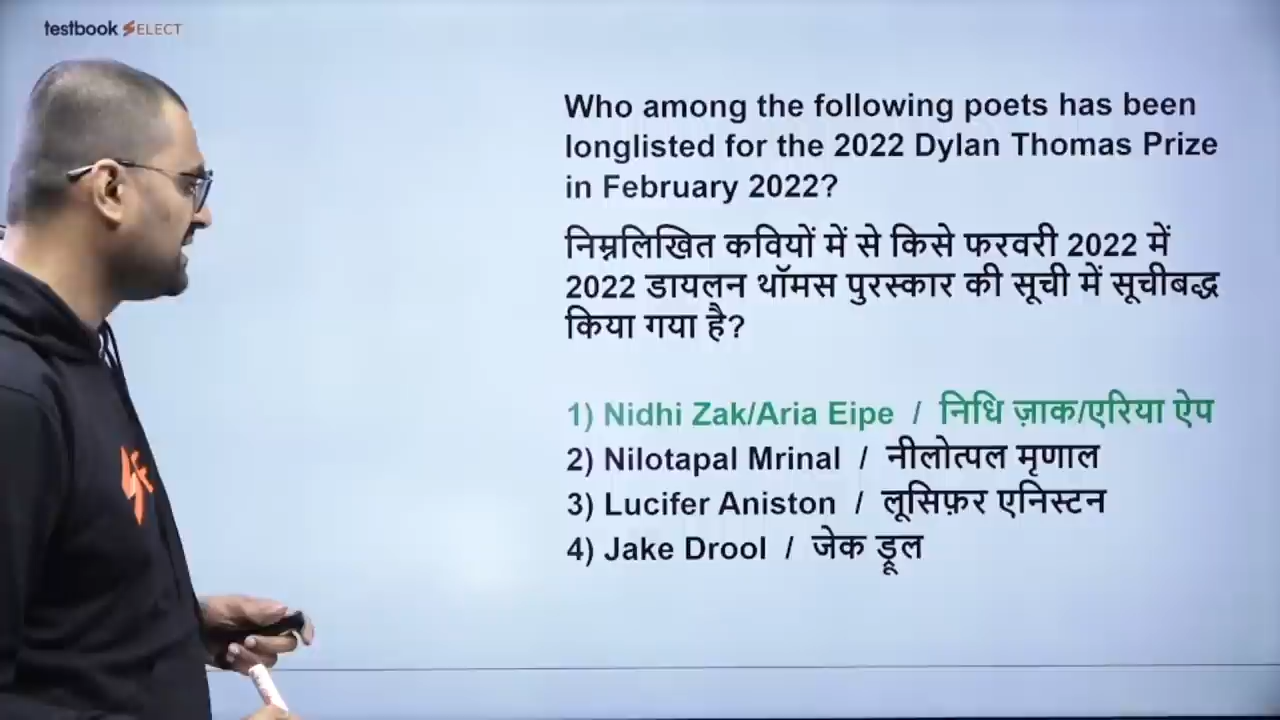 testbook SELECT
Who among the following poets has been
longlisted for the 2022 Dylan Thomas Prize
in February 2022?
निम्नलिखित कवियों में से किसे फरवरी 2022 में
2022 डायलन थॉमस पुरस्कार की सूची में सूचीबद्ध
किया गया है?
1) Nidhi Zak/Aria Eipe / निधि ज़ाक/एरिया ऐप
2) Nilotapal Mrinal / नीलोत्पल मृणाल
3) Lucifer Aniston / लूसिफ़र एनिस्टन
4) Jake Drool / जेक ड्रूल